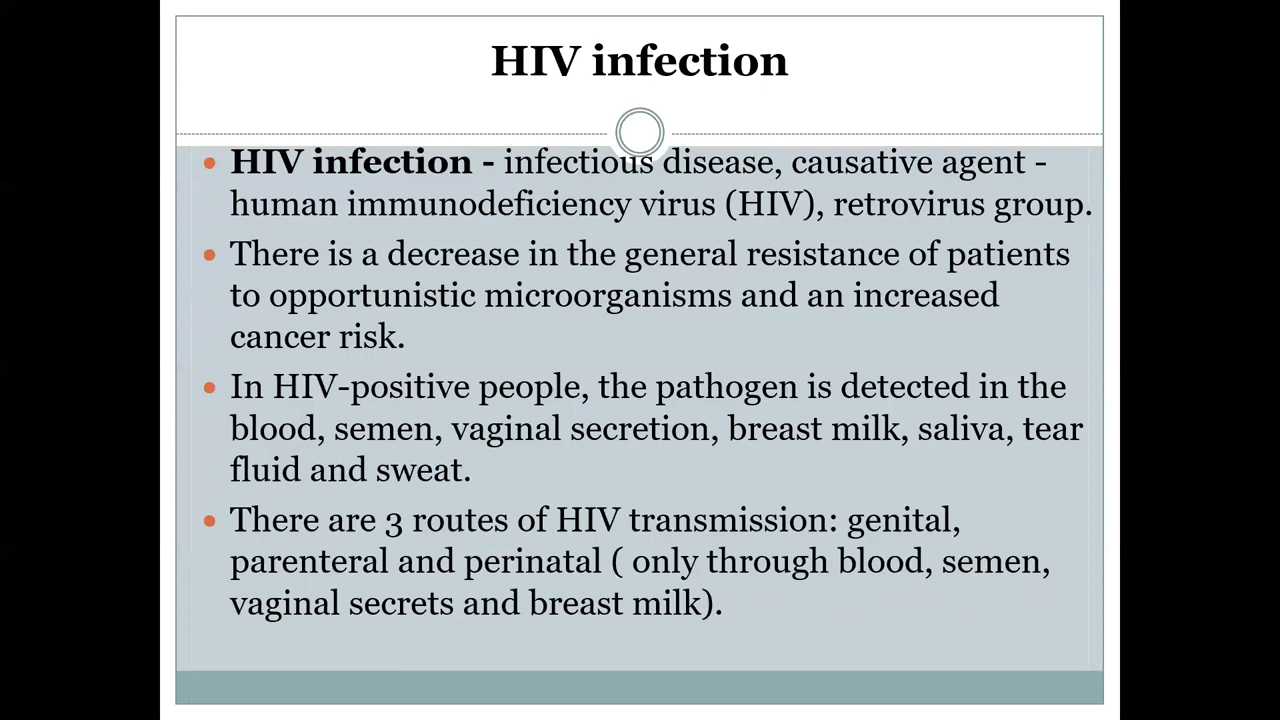 HIV infection
• HIV infection - infectious disease, causative agent -
human immunodeficiency virus (HIV), retrovirus group.
• There is a decrease in the general resistance of patients
to opportunistic microorganisms and an increased
cancer risk.
• In HIV-positive people, the pathogen is detected in the
blood, semen, vaginal secretion, breast milk, saliva, tear
fluid and sweat.
• There are 3 routes of HIV transmission: genital,
parenteral and perinatal ( only through blood, semen,
vaginal secrets and breast milk).